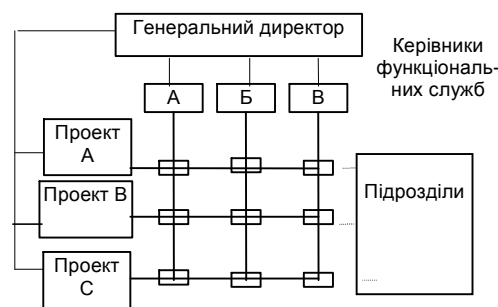 Генеральний директор
Керівники
функціональ-
них служб
А
Б
В
Проект
А
Проект В
Підрозділи
Проект
С